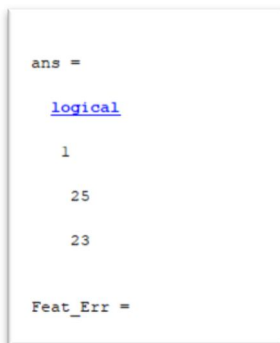 ans =
logical
1
25
23
Feat_Err =